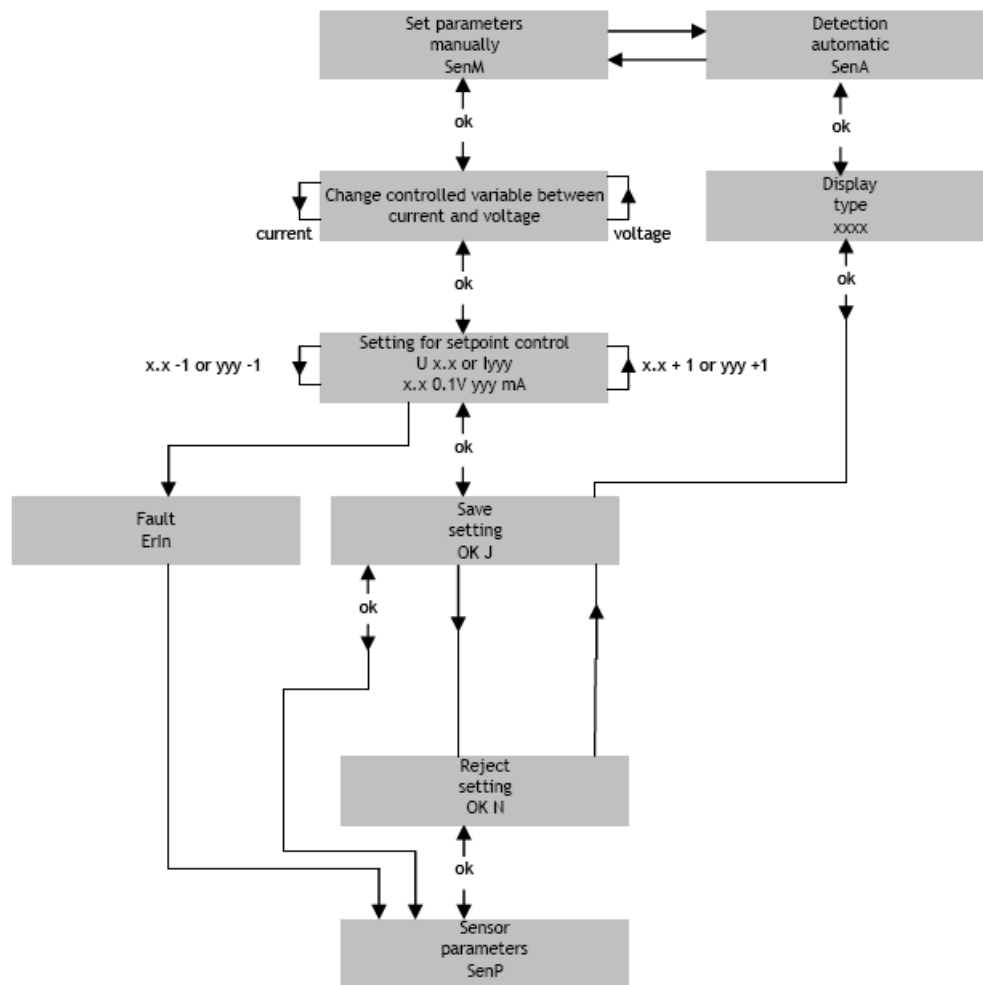 Set parameters
manually
SenM
Detection
automatic
SenA
ok
ok
Change controlled variable between
current and voltage
current
voltage
Display
type
xxxx
ok
ok
Setting for setpoint control
U x.x or Iyyy
x.x 0.1V yyy mA
x.x -1 or yyy -1
x.x + 1 or yyy +1
ok
Fault
ErIn
Save
setting
OK J
ok
Reject
setting
OK N
ok
Sensor
parameters
SenP